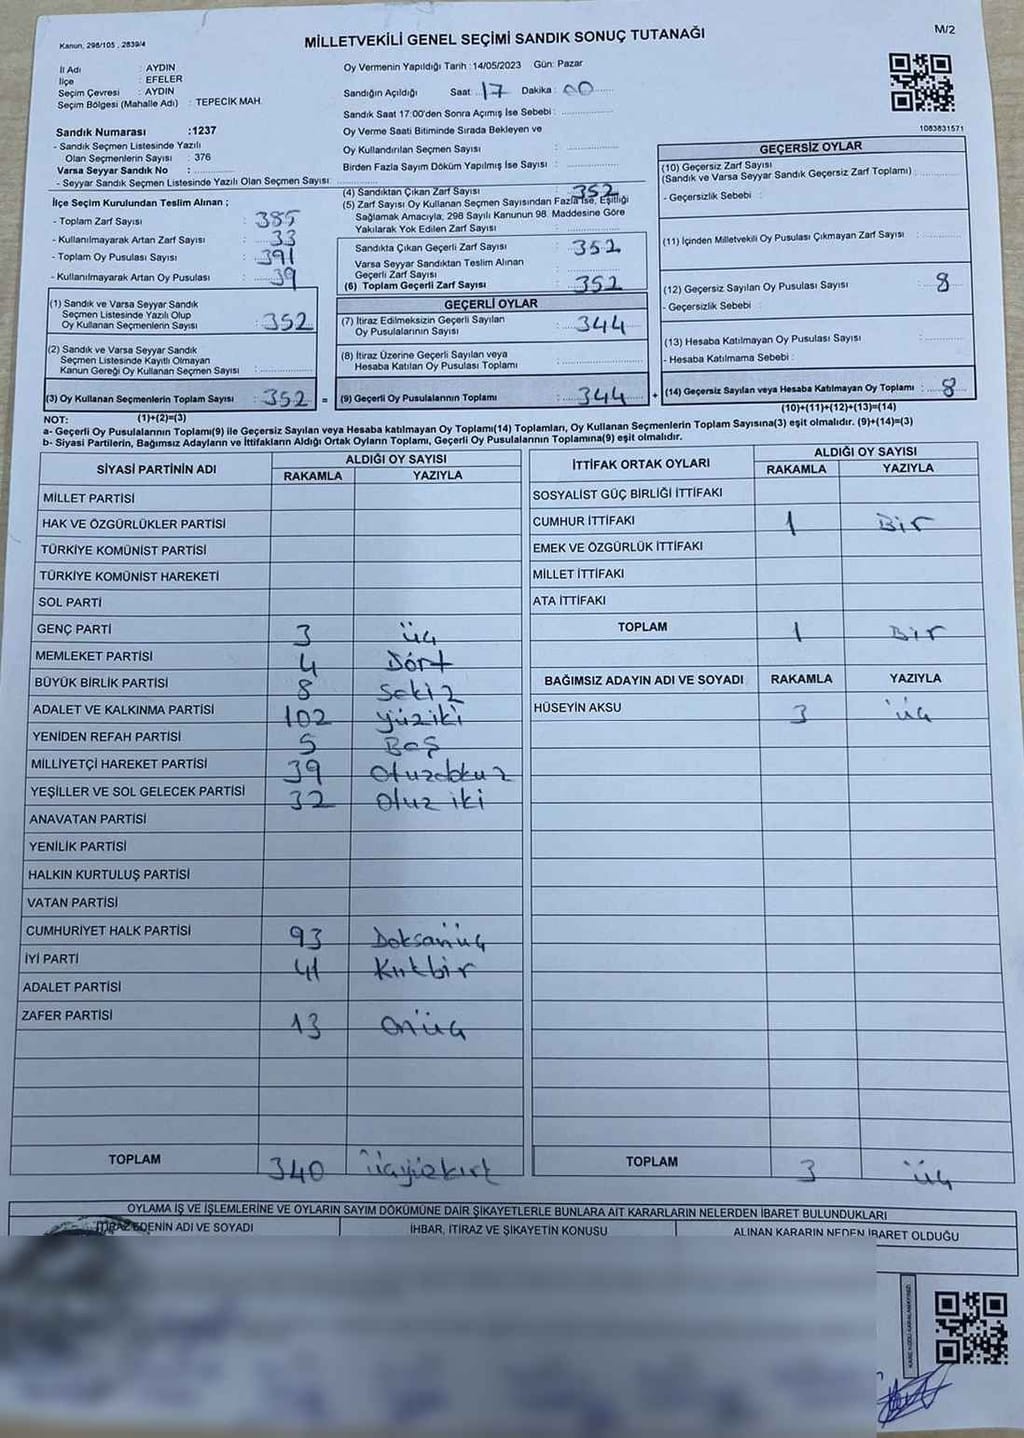 Kanun, 298/105 , 2839/4
MİLLETVEKİLİ GENEL SEÇİMİ SANDIK SONUÇ TUTANAĞI
M/2
İl Adı : AYDIN
İlçe : EFELER
Seçim Çevresi : AYDIN
Seçim Bölgesi (Mahalle Adı) : TEPECİK MAH.
Oy Vermenin Yapıldığı Tarih :14/05/2023 Gün: Pazar
Sandığın Açıldığı Saat : 17 Dakika : 00
Sandık Saat 17:00'den Sonra Açımış İse Sebebi :
Oy Verme Saati Bitiminde Sırada Bekleyen ve
Oy Kullandırılan Seçmen Sayısı :
Birden Fazla Sayım Döküm Yapılmış İse Sayısı :
1083831571
Sandık Numarası :1237
- Sandık Seçmen Listesinde Yazılı
Olan Seçmenlerin Sayısı : 376
Varsa Seyyar Sandık No :
- Seyyar Sandık Seçmen Listesinde Yazılı Olan Seçmen Sayısı:
İlçe Seçim Kurulundan Teslim Alınan ;
- Toplam Zarf Sayısı : 385
- Kullanılmayarak Artan Zarf Sayısı : 33
- Toplam Oy Pusulası Sayısı : 391
- Kullanılmayarak Artan Oy Pusulası : 39
(1) Sandık ve Varsa Seyyar Sandık
Seçmen Listesinde Yazılı Olup
Oy Kullanan Seçmenlerin Sayısı : 352
(2) Sandık ve Varsa Seyyar Sandık
Seçmen Listesinde Kayıtlı Olmayan
Kanun Gereği Oy Kullanan Seçmen Sayısı :
(3) Oy Kullanan Seçmenlerin Toplam Sayısı : 352 =
(4) Sandıktan Çıkan Zarf Sayısı : 352
(5) Zarf Sayısı Oy Kullanan Seçmen Sayısından Fazla İse, Eşitliği
Sağlamak Amacıyla; 298 Sayılı Kanunun 98. Maddesine Göre
Yakılarak Yok Edilen Zarf Sayısı :
Sandıkta Çıkan Geçerli Zarf Sayısı : 352
Varsa Seyyar Sandıktan Teslim Alınan
Geçerli Zarf Sayısı :
(6) Toplam Geçerli Zarf Sayısı : 352
GEÇERLİ OYLAR
(7) İtiraz Edilmeksizin Geçerli Sayılan
Oy Pusulalarının Sayısı : 344
(8) İtiraz Üzerine Geçerli Sayılan veya
Hesaba Katılan Oy Pusulası Toplamı :
(9) Geçerli Oy Pusulalarının Toplamı : 344 +
GEÇERSİZ OYLAR
(10) Geçersiz Zarf Sayısı
(Sandık ve Varsa Seyyar Sandık Geçersiz Zarf Toplamı) :
- Geçersizlik Sebebi :
(11) İçinden Milletvekili Oy Pusulası Çıkmayan Zarf Sayısı :
(12) Geçersiz Sayılan Oy Pusulası Sayısı : 8
- Geçersizlik Sebebi :
(13) Hesaba Katılmayan Oy Pusulası Sayısı :
- Hesaba Katılmama Sebebi :
(14) Geçersiz Sayılan veya Hesaba Katılmayan Oy Toplamı : 8
NOT: (1)+(2)=(3)
(10)+(11)+(12)+(13)=(14)
a- Geçerli Oy Pusulalarının Toplamı(9) ile Geçersiz Sayılan veya Hesaba katılmayan Oy Toplamı(14) Toplamları, Oy Kullanan Seçmenlerin Toplam Sayısına(3) eşit olmalıdır. (9)+(14)=(3)
b- Siyasi Partilerin, Bağımsız Adayların ve İttifakların Aldığı Ortak Oyların Toplamı, Geçerli Oy Pusulalarının Toplamına(9) eşit olmalıdır.
SİYASİ PARTİNİN ADI
ALDIĞI OY SAYISI
RAKAMLA YAZIYLA
MİLLET PARTİSİ
HAK VE ÖZGÜRLÜKLER PARTİSİ
TÜRKİYE KOMÜNİST PARTİSİ
TÜRKİYE KOMÜNİST HAREKETİ
SOL PARTİ
GENÇ PARTİ 3 üç
MEMLEKET PARTİSİ 4 Dört
BÜYÜK BİRLİK PARTİSİ 8 Sekiz
ADALET VE KALKINMA PARTİSİ 102 yüziki
YENİDEN REFAH PARTİSİ 5 Beş
MİLLİYETÇİ HAREKET PARTİSİ 39 Otuzdokuz
YEŞİLLER VE SOL GELECEK PARTİSİ 32 Otuz iki
ANAVATAN PARTİSİ
YENİLİK PARTİSİ
HALKIN KURTULUŞ PARTİSİ
VATAN PARTİSİ
CUMHURİYET HALK PARTİSİ 93 Doksanüç
İYİ PARTİ 41 Kırkbir
ADALET PARTİSİ
ZAFER PARTİSİ 13 Onüç
TOPLAM 340 üçyüzkırk
İTTİFAK ORTAK OYLARI
ALDIĞI OY SAYISI
RAKAMLA YAZIYLA
SOSYALİST GÜÇ BİRLİĞİ İTTİFAKI
CUMHUR İTTİFAKI 1 Bir
EMEK VE ÖZGÜRLÜK İTTİFAKI
MİLLET İTTİFAKI
ATA İTTİFAKI
TOPLAM 1 Bir
BAĞIMSIZ ADAYIN ADI VE SOYADI RAKAMLA YAZIYLA
HÜSEYİN AKSU 3 üç
TOPLAM 3 üç
OYLAMA İŞ VE İŞLEMLERİNE VE OYLARIN SAYIM DÖKÜMÜNE DAİR ŞİKAYETLERLE BUNLARA AİT KARARLARIN NELERDEN İBARET BULUNDUKLARI
İTİRAZ EDENİN ADI VE SOYADI İHBAR, İTİRAZ VE ŞİKAYETİN KONUSU ALINAN KARARIN NEDEN İBARET OLDUĞU